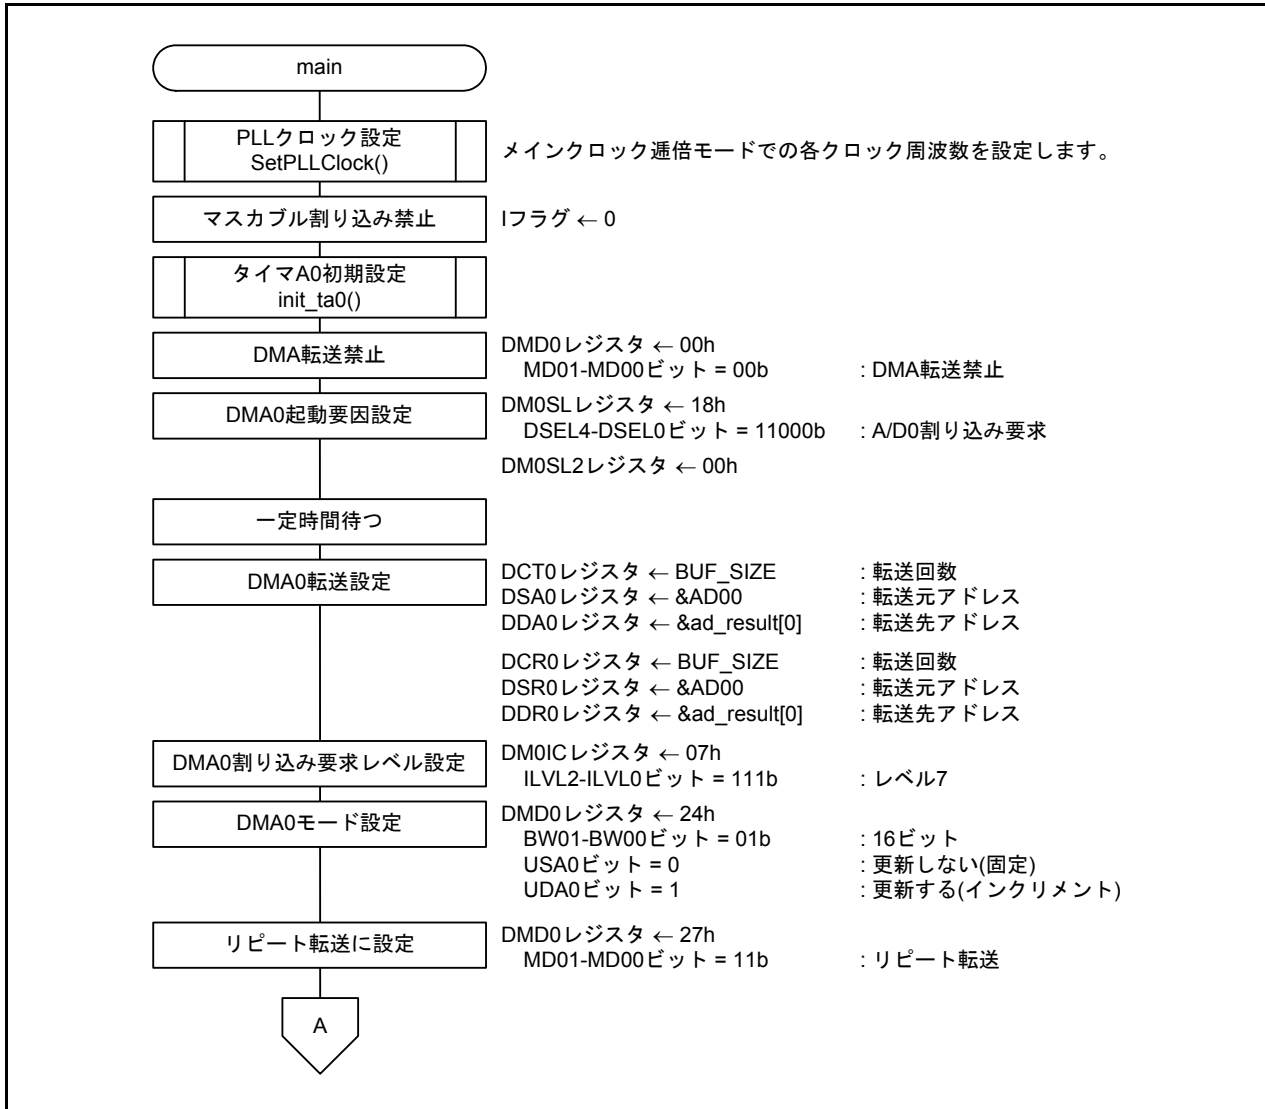 main
PLLクロック設定
SetPLLClock()
メインクロック逓倍モードでの各クロック周波数を設定します。
マスカブル割り込み禁止
Iフラグ ← 0
タイマA0初期設定
init_ta0()
DMA転送禁止
DMD0レジスタ ← 00h
MD01-MD00ビット = 00b : DMA転送禁止
DMA0起動要因設定
DM0SLレジスタ ← 18h
DSEL4-DSEL0ビット = 11000b : A/D0割り込み要求
DM0SL2レジスタ ← 00h
一定時間待つ
DMA0転送設定
DCT0レジスタ ← BUF_SIZE : 転送回数
DSA0レジスタ ← &AD00 : 転送元アドレス
DDA0レジスタ ← &ad_result[0] : 転送先アドレス
DCR0レジスタ ← BUF_SIZE : 転送回数
DSR0レジスタ ← &AD00 : 転送元アドレス
DDR0レジスタ ← &ad_result[0] : 転送先アドレス
DMA0割り込み要求レベル設定
DM0ICレジスタ ← 07h
ILVL2-ILVL0ビット = 111b : レベル7
DMA0モード設定
DMD0レジスタ ← 24h
BW01-BW00ビット = 01b : 16ビット
USA0ビット = 0 : 更新しない(固定)
UDA0ビット = 1 : 更新する(インクリメント)
リピート転送に設定
DMD0レジスタ ← 27h
MD01-MD00ビット = 11b : リピート転送
A